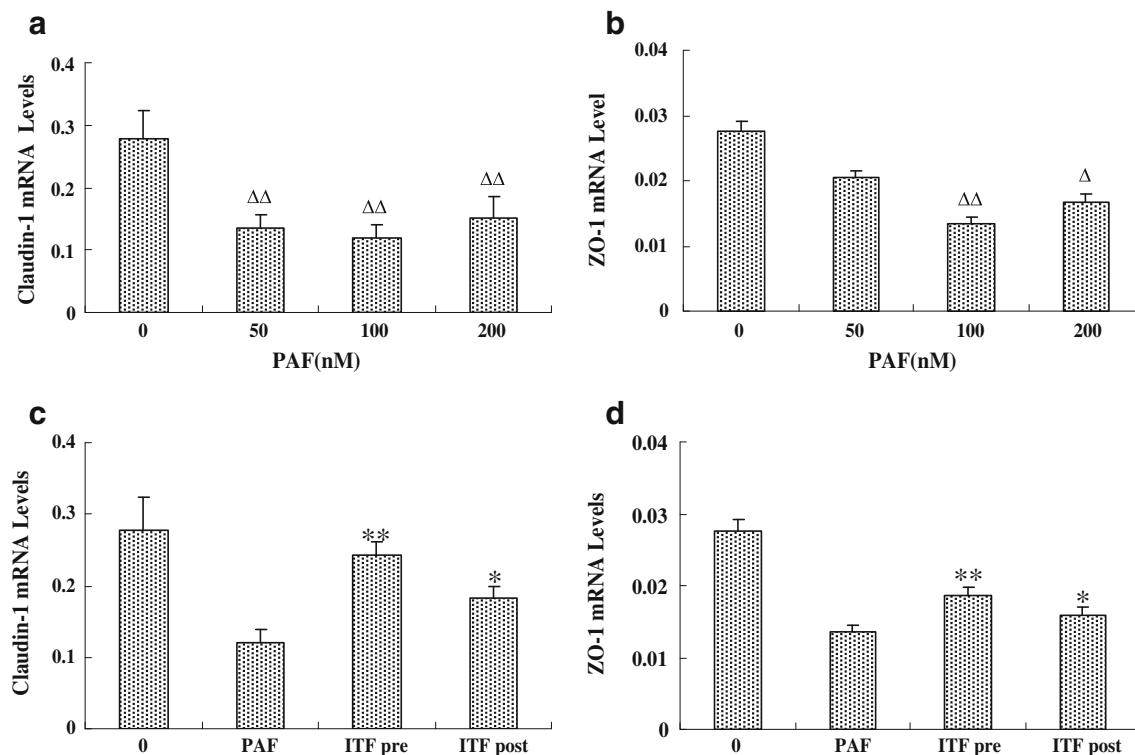 a
Claudin-1 mRNA Levels
0.4
0.3
0.2
0.1
0
ΔΔ
ΔΔ
ΔΔ
0 50 100 200
PAF(nM)
b
ZO-1 mRNA Level
0.04
0.03
0.02
0.01
0
ΔΔ
Δ
0 50 100 200
PAF(nM)
c
Claudin-1 mRNA Levels
0.4
0.3
0.2
0.1
0
**
*
0 PAF ITF pre ITF post
d
ZO-1 mRNA Levels
0.04
0.03
0.02
0.01
0
**
*
0 PAF ITF pre ITF post